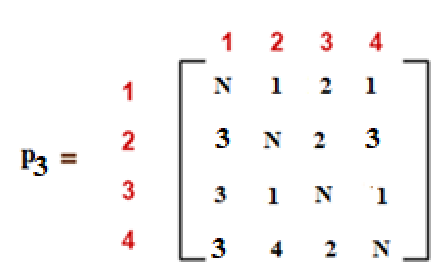 1 2 3 4
1 N 1 2 1
2 3 N 2 3
p3 =
3 3 1 N 1
4 3 4 2 N